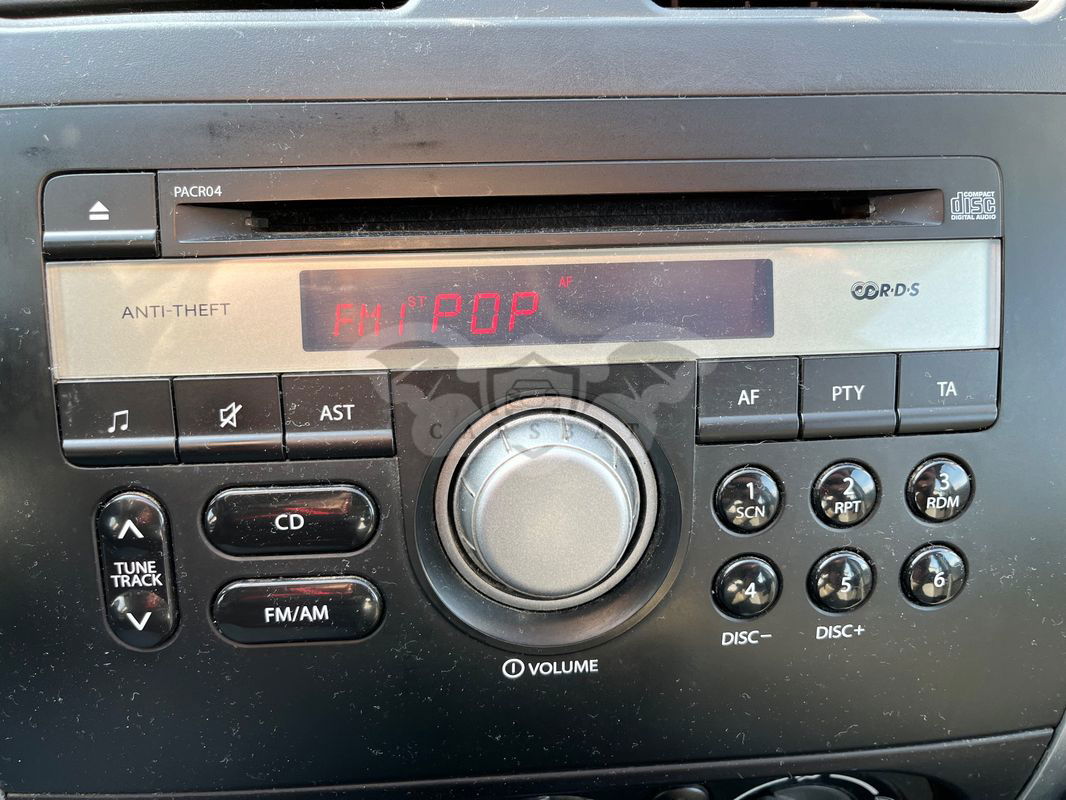 PACR04
COMPACT
disc
DIGITAL AUDIO
ANTI-THEFT
FM1 ST POP AF
R·D·S
AST
AF
PTY
TA
CARSPAT
1
SCN
2
RPT
3
RDM
CD
TUNE
TRACK
FM/AM
4
5
6
DISC-
DISC+
VOLUME